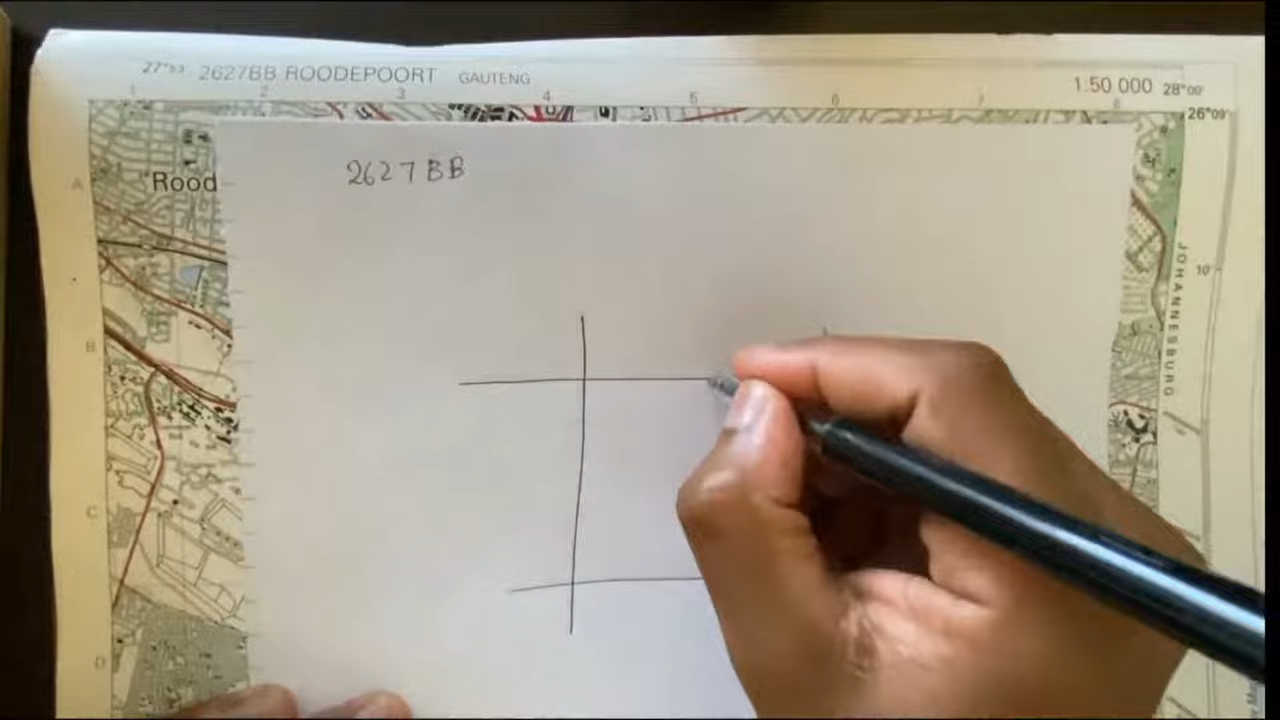 27°53' 2627BB ROODEPOORT GAUTENG 1:50 000 28°00'
1 2 3 4 5 6 7 8
26°09'
2627BB
A
Rood
JOHANNESBURG
10'
B
C
D